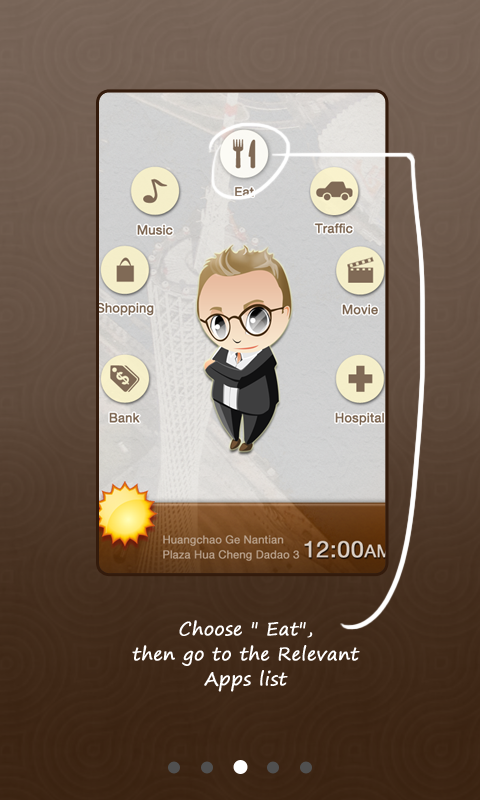 Eat
Music
Traffic
Shopping
Movie
Bank
Hospital
Huangchao Ge Nantian
Plaza Hua Cheng Dadao 3
12:00AM
Choose " Eat",
then go to the Relevant
Apps list